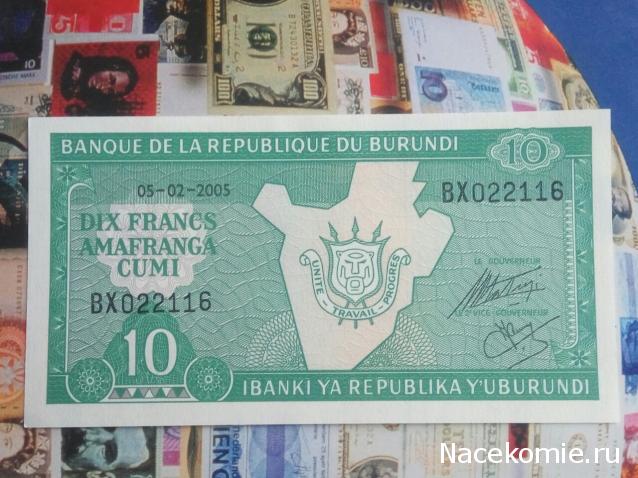 BANQUE DE LA REPUBLIQUE DU BURUNDI 10
05-02-2005
BX022116
DIX FRANCS
AMAFRANGA
CUMI
BX022116
10
UNITE - TRAVAIL - PROGRES
LE GOUVERNEUR
LE 2e VICE-GOUVERNEUR
IBANKI YA REPUBLIKA Y'UBURUNDI
100
Nacekomie.ru